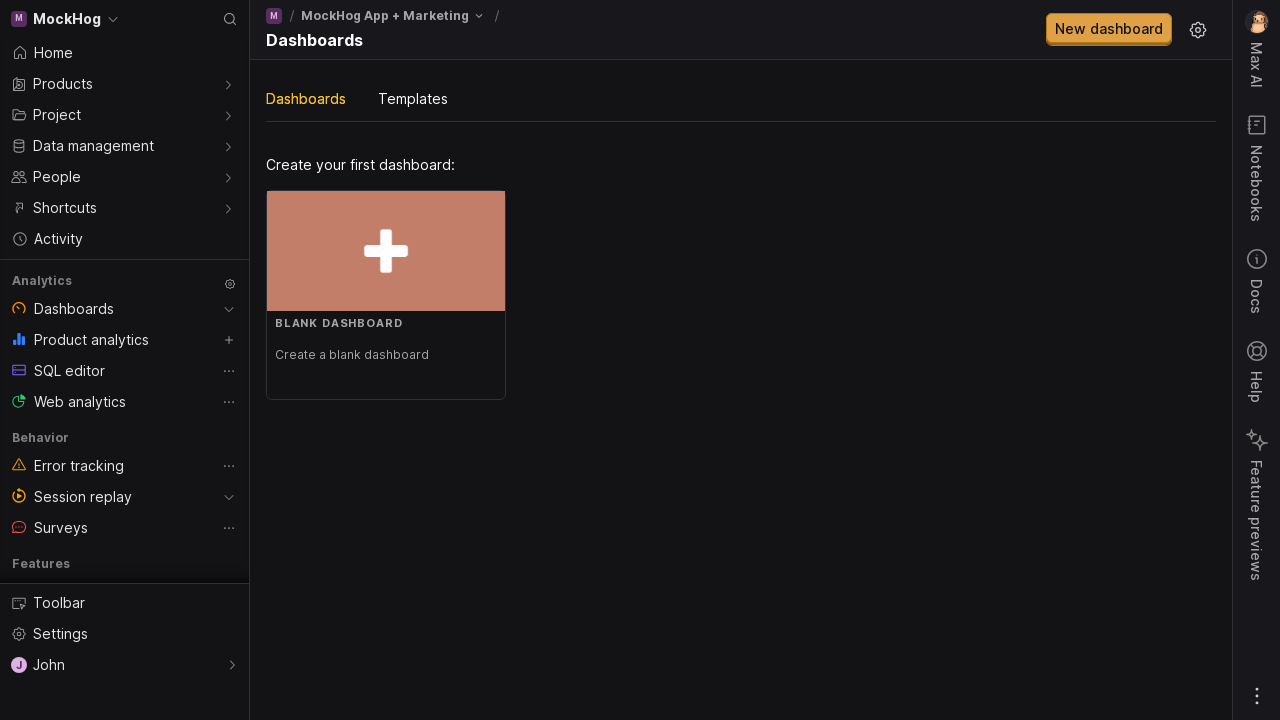 M MockHog
Home
Products
Project
Data management
People
Shortcuts
Activity
Analytics
Dashboards
Product analytics
SQL editor
Web analytics
Behavior
Error tracking
Session replay
Surveys
Features
Toolbar
Settings
J John
M / MockHog App + Marketing /
Dashboards
New dashboard
Dashboards Templates
Create your first dashboard:
BLANK DASHBOARD
Create a blank dashboard
Max AI
Notebooks
Docs
Help
Feature previews